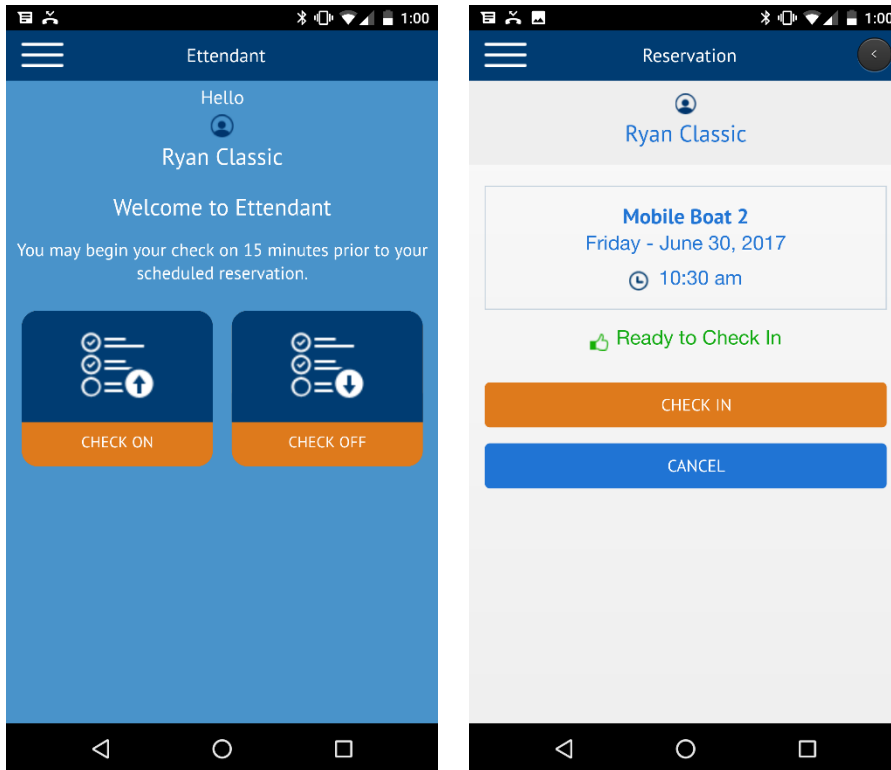 1:00
Ettendant
Hello
Ryan Classic
Welcome to Ettendant
You may begin your check on 15 minutes prior to your
scheduled reservation.
CHECK ON
CHECK OFF
1:00
Reservation
Ryan Classic
Mobile Boat 2
Friday - June 30, 2017
10:30 am
Ready to Check In
CHECK IN
CANCEL